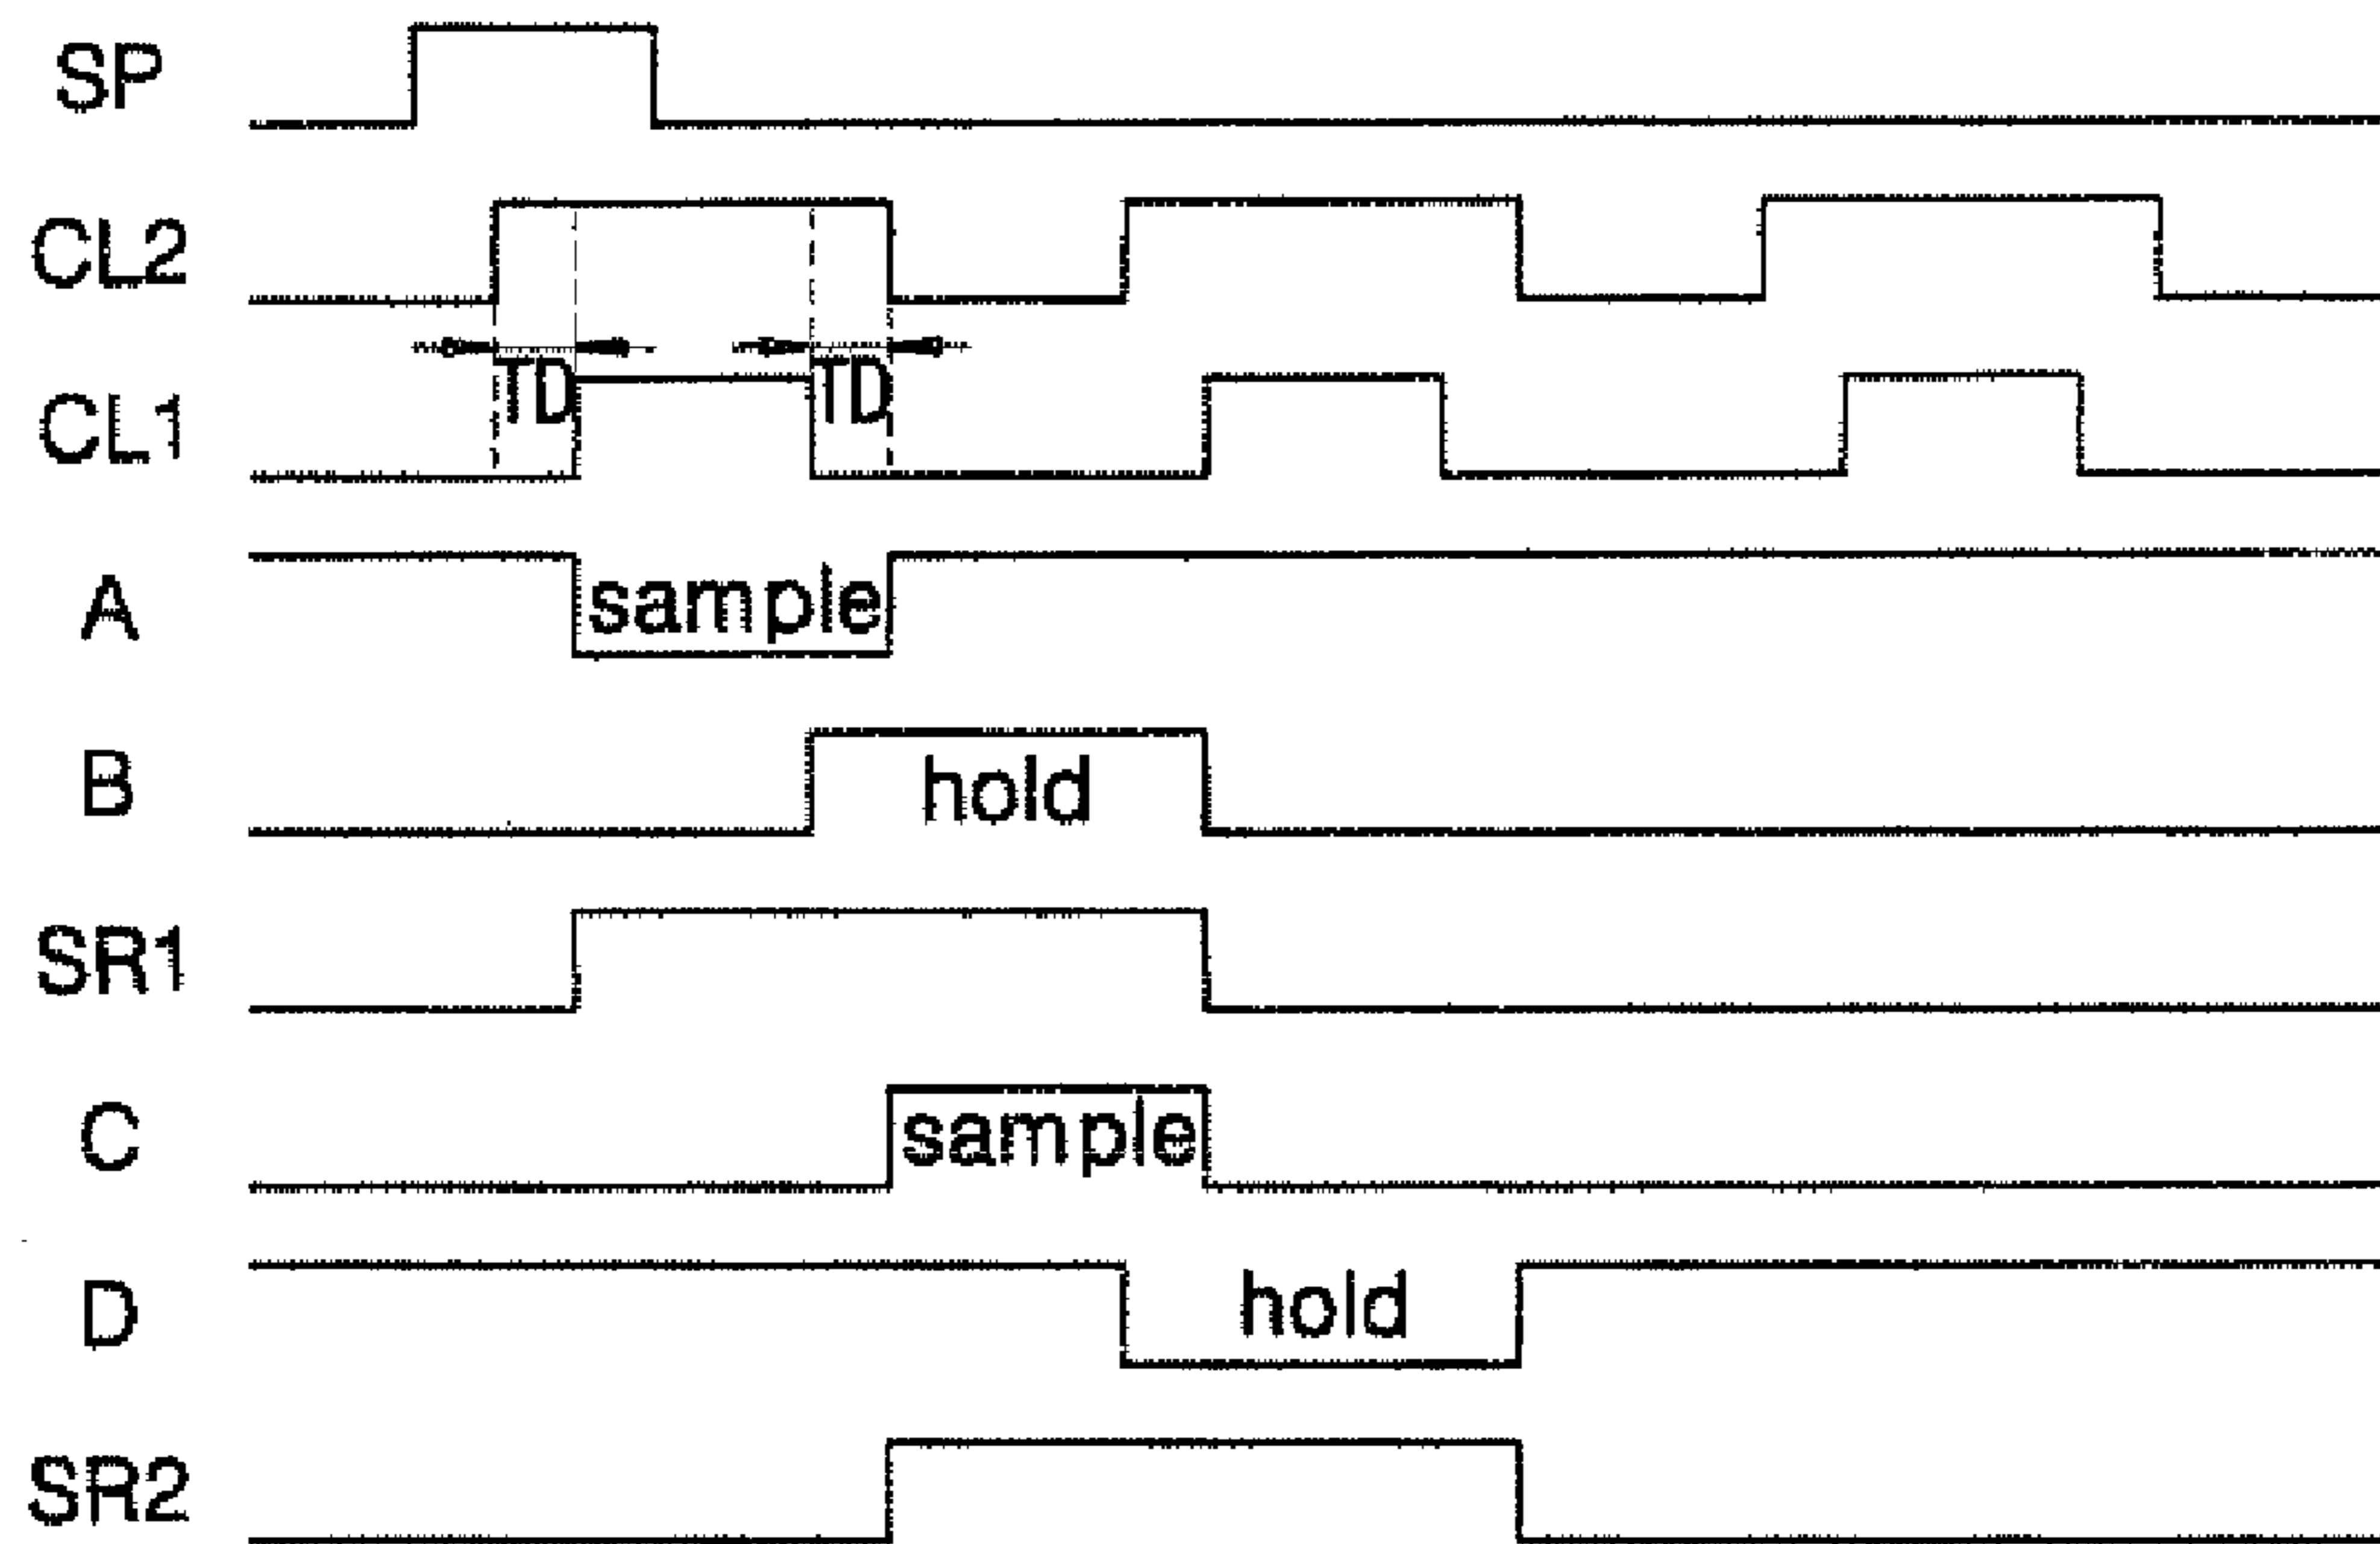 SP
CL2
TD TD
CL1
A sample
B hold
SR1
C sample
D hold
SR2